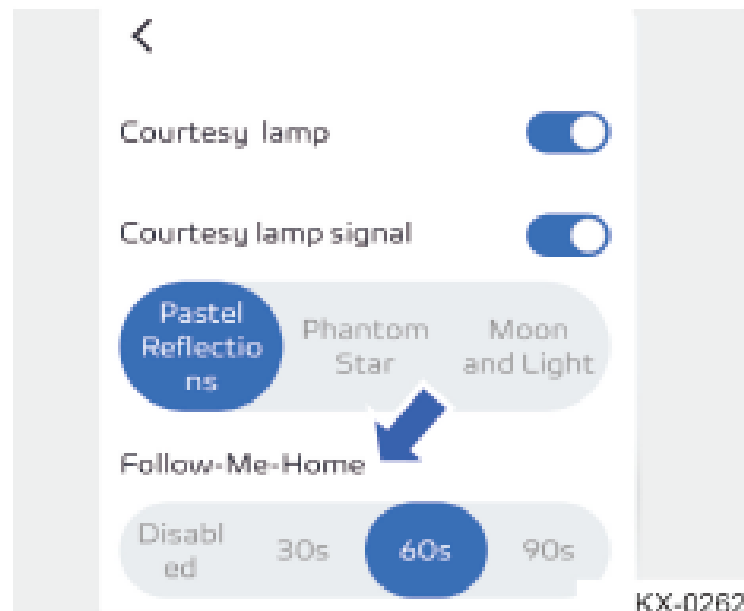 Courtesy lamp
Courtesy lamp signal
Pastel
Reflectio
ns
Phantom
Star
Moon
and Light
Follow-Me-Home
Disabl
ed
30s
60s
90s
KX-0262